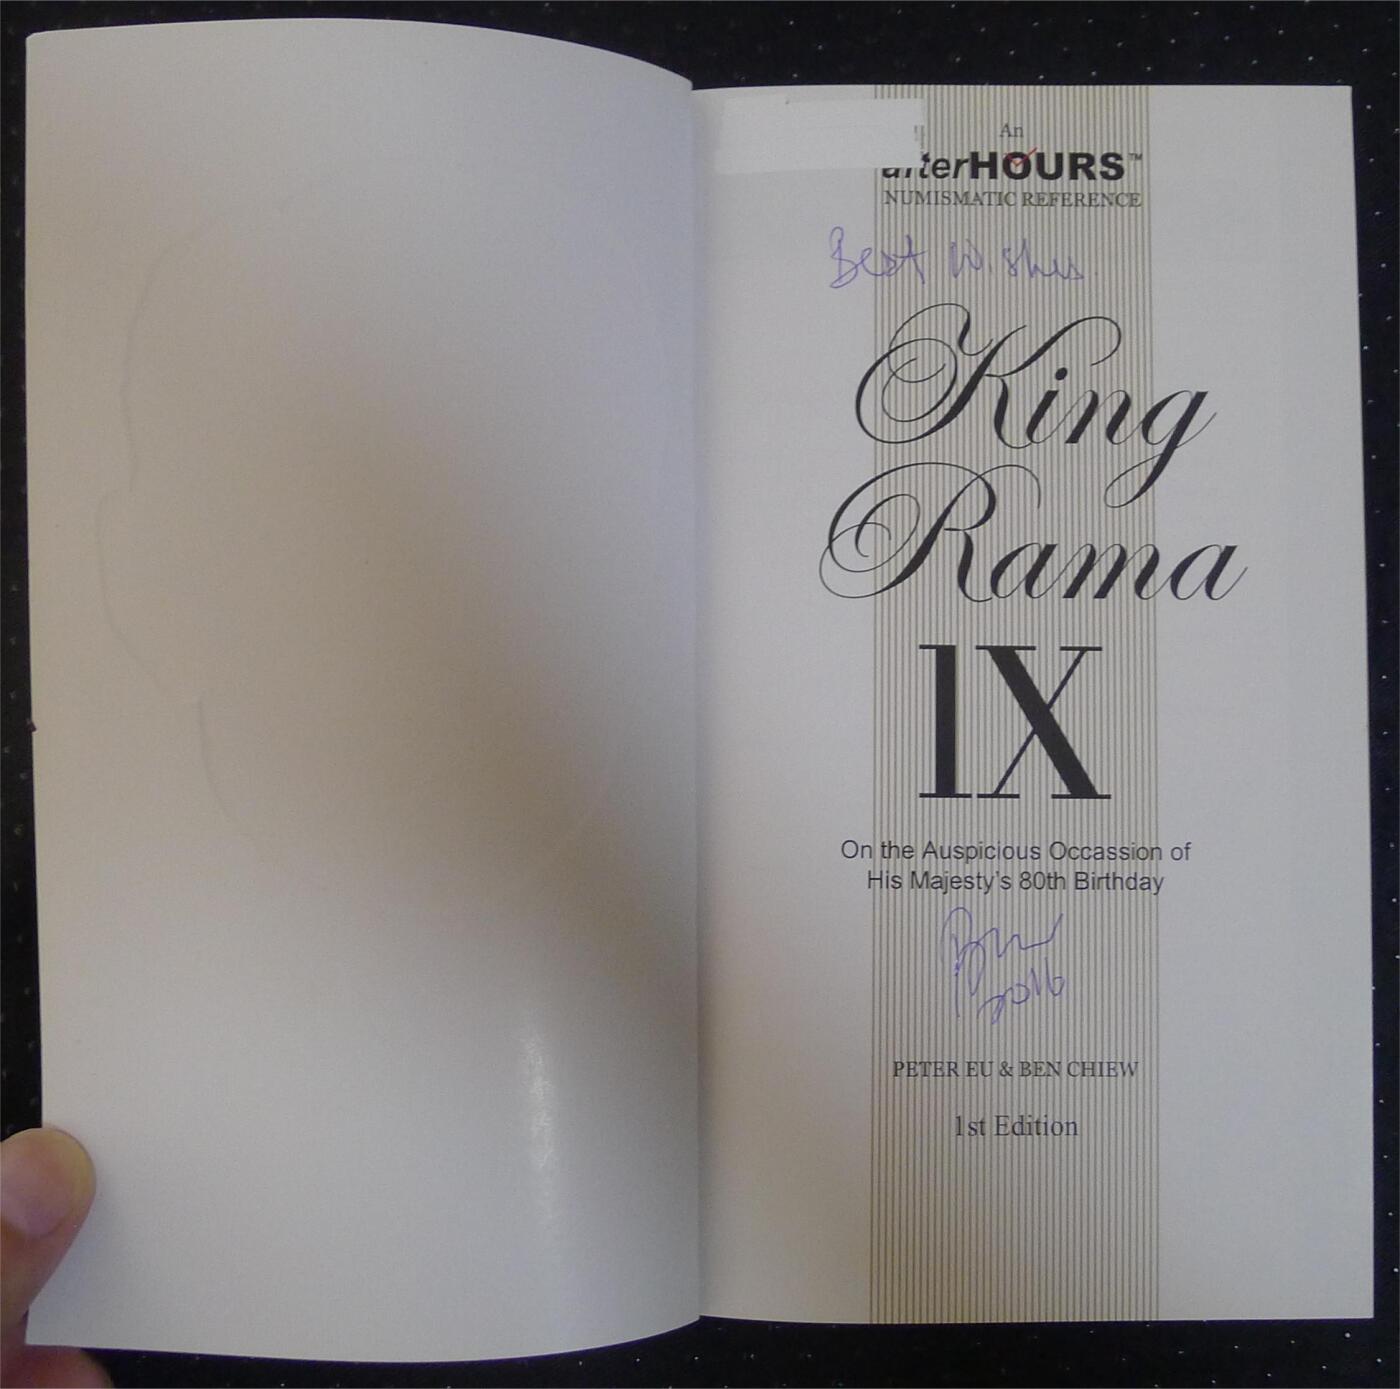 An
afterHOURS™
NUMISMATIC REFERENCE
Best Wishes
King
Rama
IX
On the Auspicious Occassion of
His Majesty's 80th Birthday
2016
PETER EU & BEN CHIEW
1st Edition